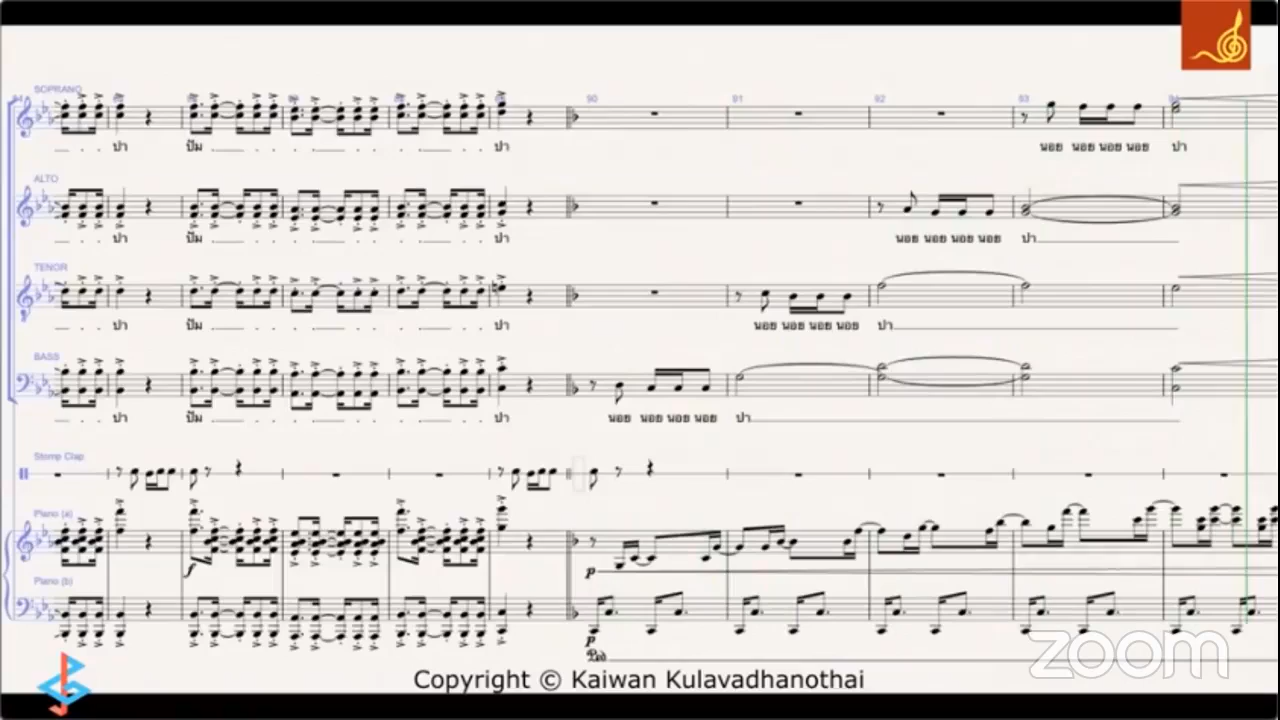 SOPRANO
90 91 92 93 94
ปา ปัม ปา พอย พอย พอย พอย ปา
ALTO
ปา ปัม ปา พอย พอย พอย พอย ปา
TENOR
ปา ปัม ปา พอย พอย พอย พอย ปา
BASS
ปา ปัม ปา พอย พอย พอย พอย ปา
Stomp Clap
Piano (a)
f p
Piano (b)
p
Ped
zoom
Copyright © Kaiwan Kulavadhanothai